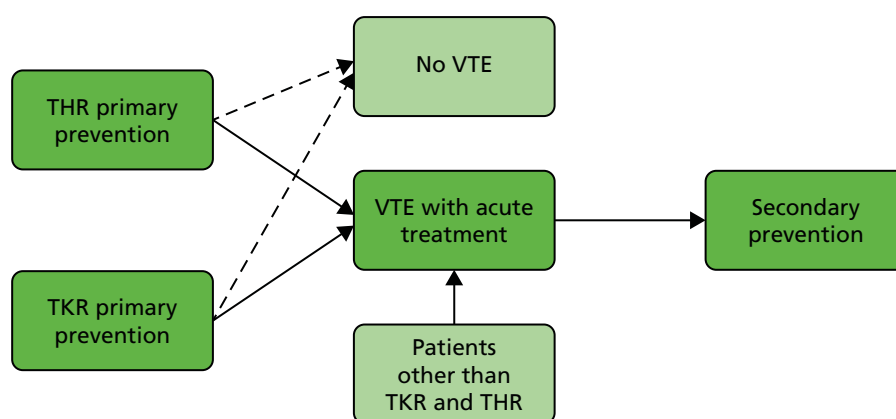 No VTE
THR primary
prevention
VTE with acute
treatment
Secondary
prevention
TKR primary
prevention
Patients
other than
TKR and THR